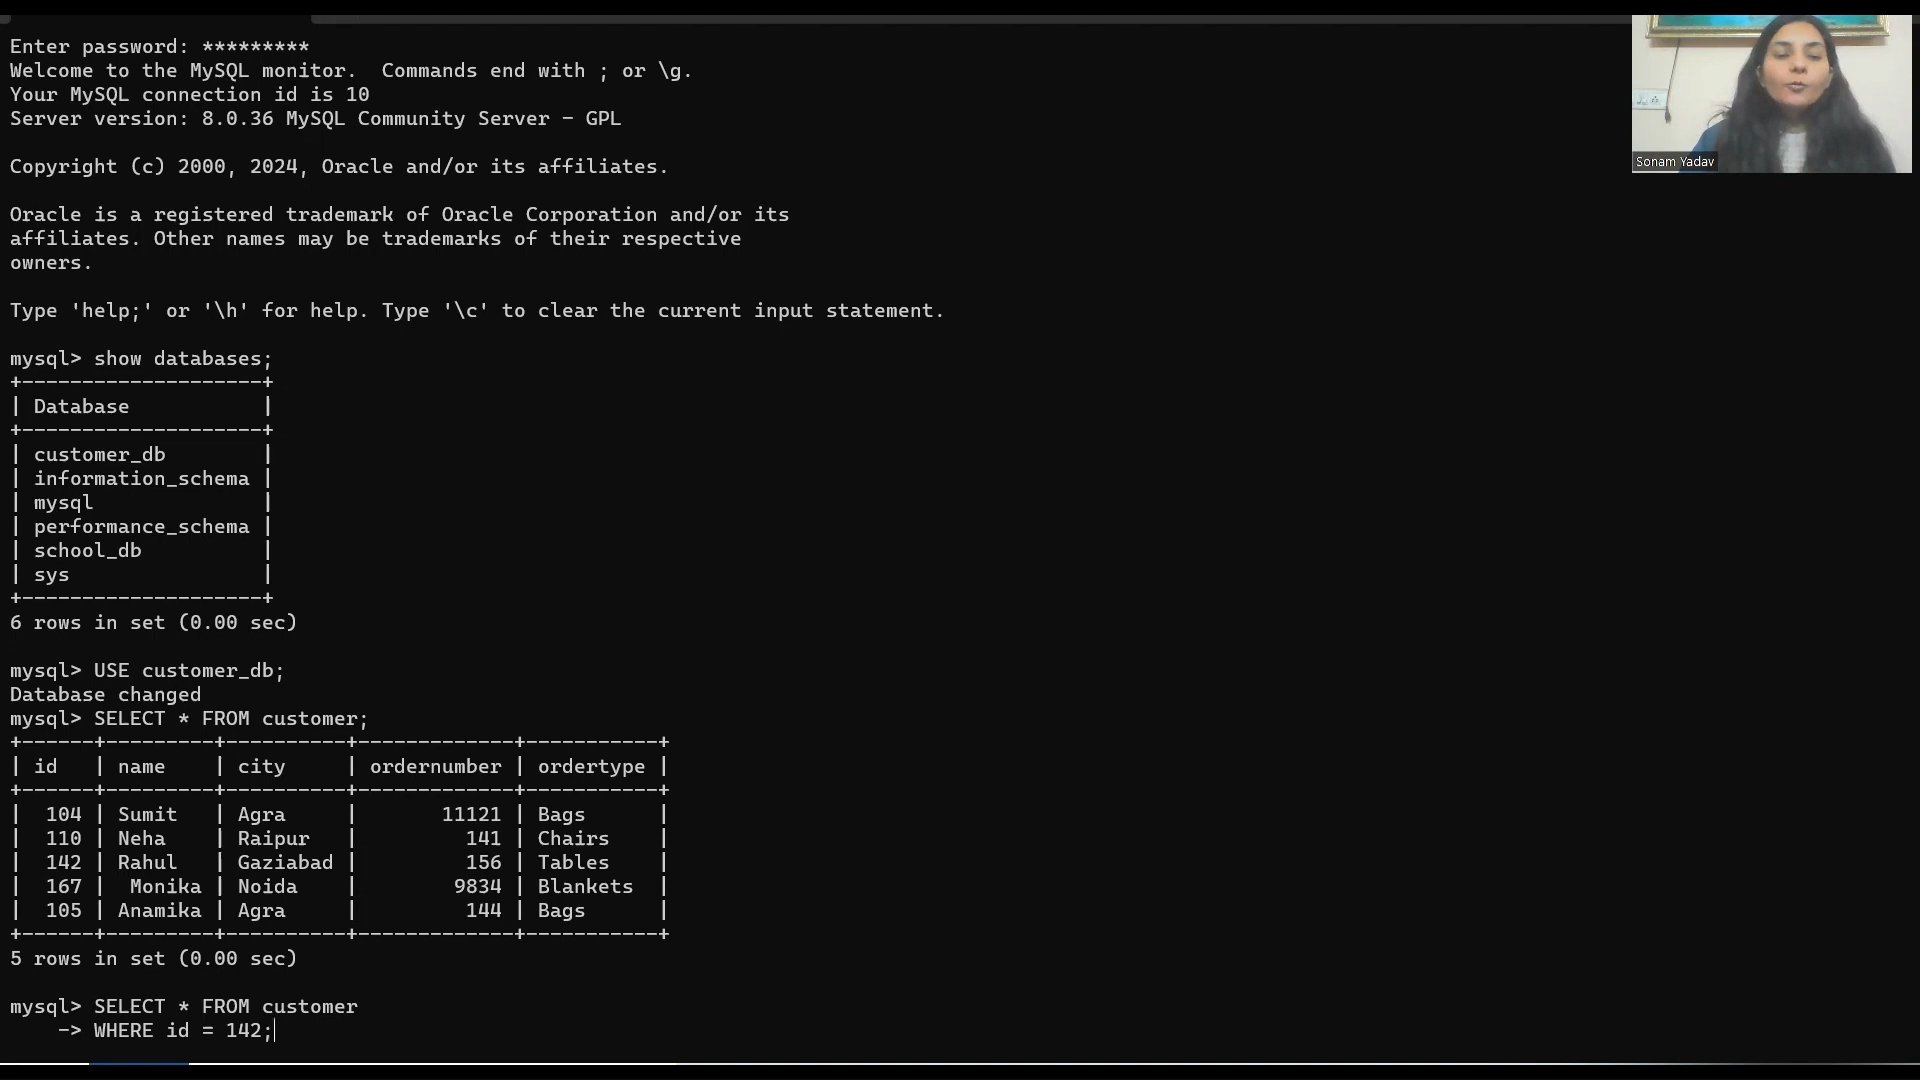 Enter password: *********
Welcome to the MySQL monitor.  Commands end with ; or \g.
Your MySQL connection id is 10
Server version: 8.0.36 MySQL Community Server - GPL
Copyright (c) 2000, 2024, Oracle and/or its affiliates.
Oracle is a registered trademark of Oracle Corporation and/or its
affiliates. Other names may be trademarks of their respective
owners.
Type 'help;' or '\h' for help. Type '\c' to clear the current input statement.
mysql> show databases;
+--------------------+
| Database           |
+--------------------+
| customer_db        |
| information_schema |
| mysql              |
| performance_schema |
| school_db          |
| sys                |
+--------------------+
6 rows in set (0.00 sec)
mysql> USE customer_db;
Database changed
mysql> SELECT * FROM customer;
+------+---------+----------+-------------+-----------+
| id   | name    | city     | ordernumber | ordertype |
+------+---------+----------+-------------+-----------+
|  104 | Sumit   | Agra     |       11121 | Bags      |
|  110 | Neha    | Raipur   |         141 | Chairs    |
|  142 | Rahul   | Gaziabad |         156 | Tables    |
|  167 |  Monika | Noida    |        9834 | Blankets  |
|  105 | Anamika | Agra     |         144 | Bags      |
+------+---------+----------+-------------+-----------+
5 rows in set (0.00 sec)
mysql> SELECT * FROM customer
    -> WHERE id = 142;
Sonam Yadav